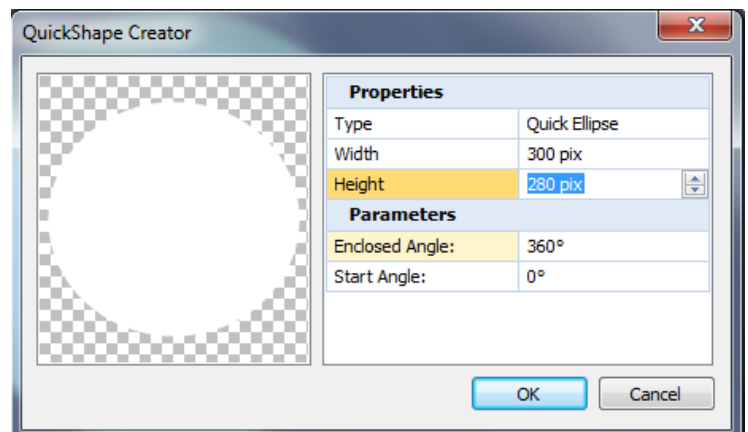 QuickShape Creator
Properties
Type Quick Ellipse
Width 300 pix
Height 280 pix
Parameters
Enclosed Angle: 360°
Start Angle: 0°
OK Cancel